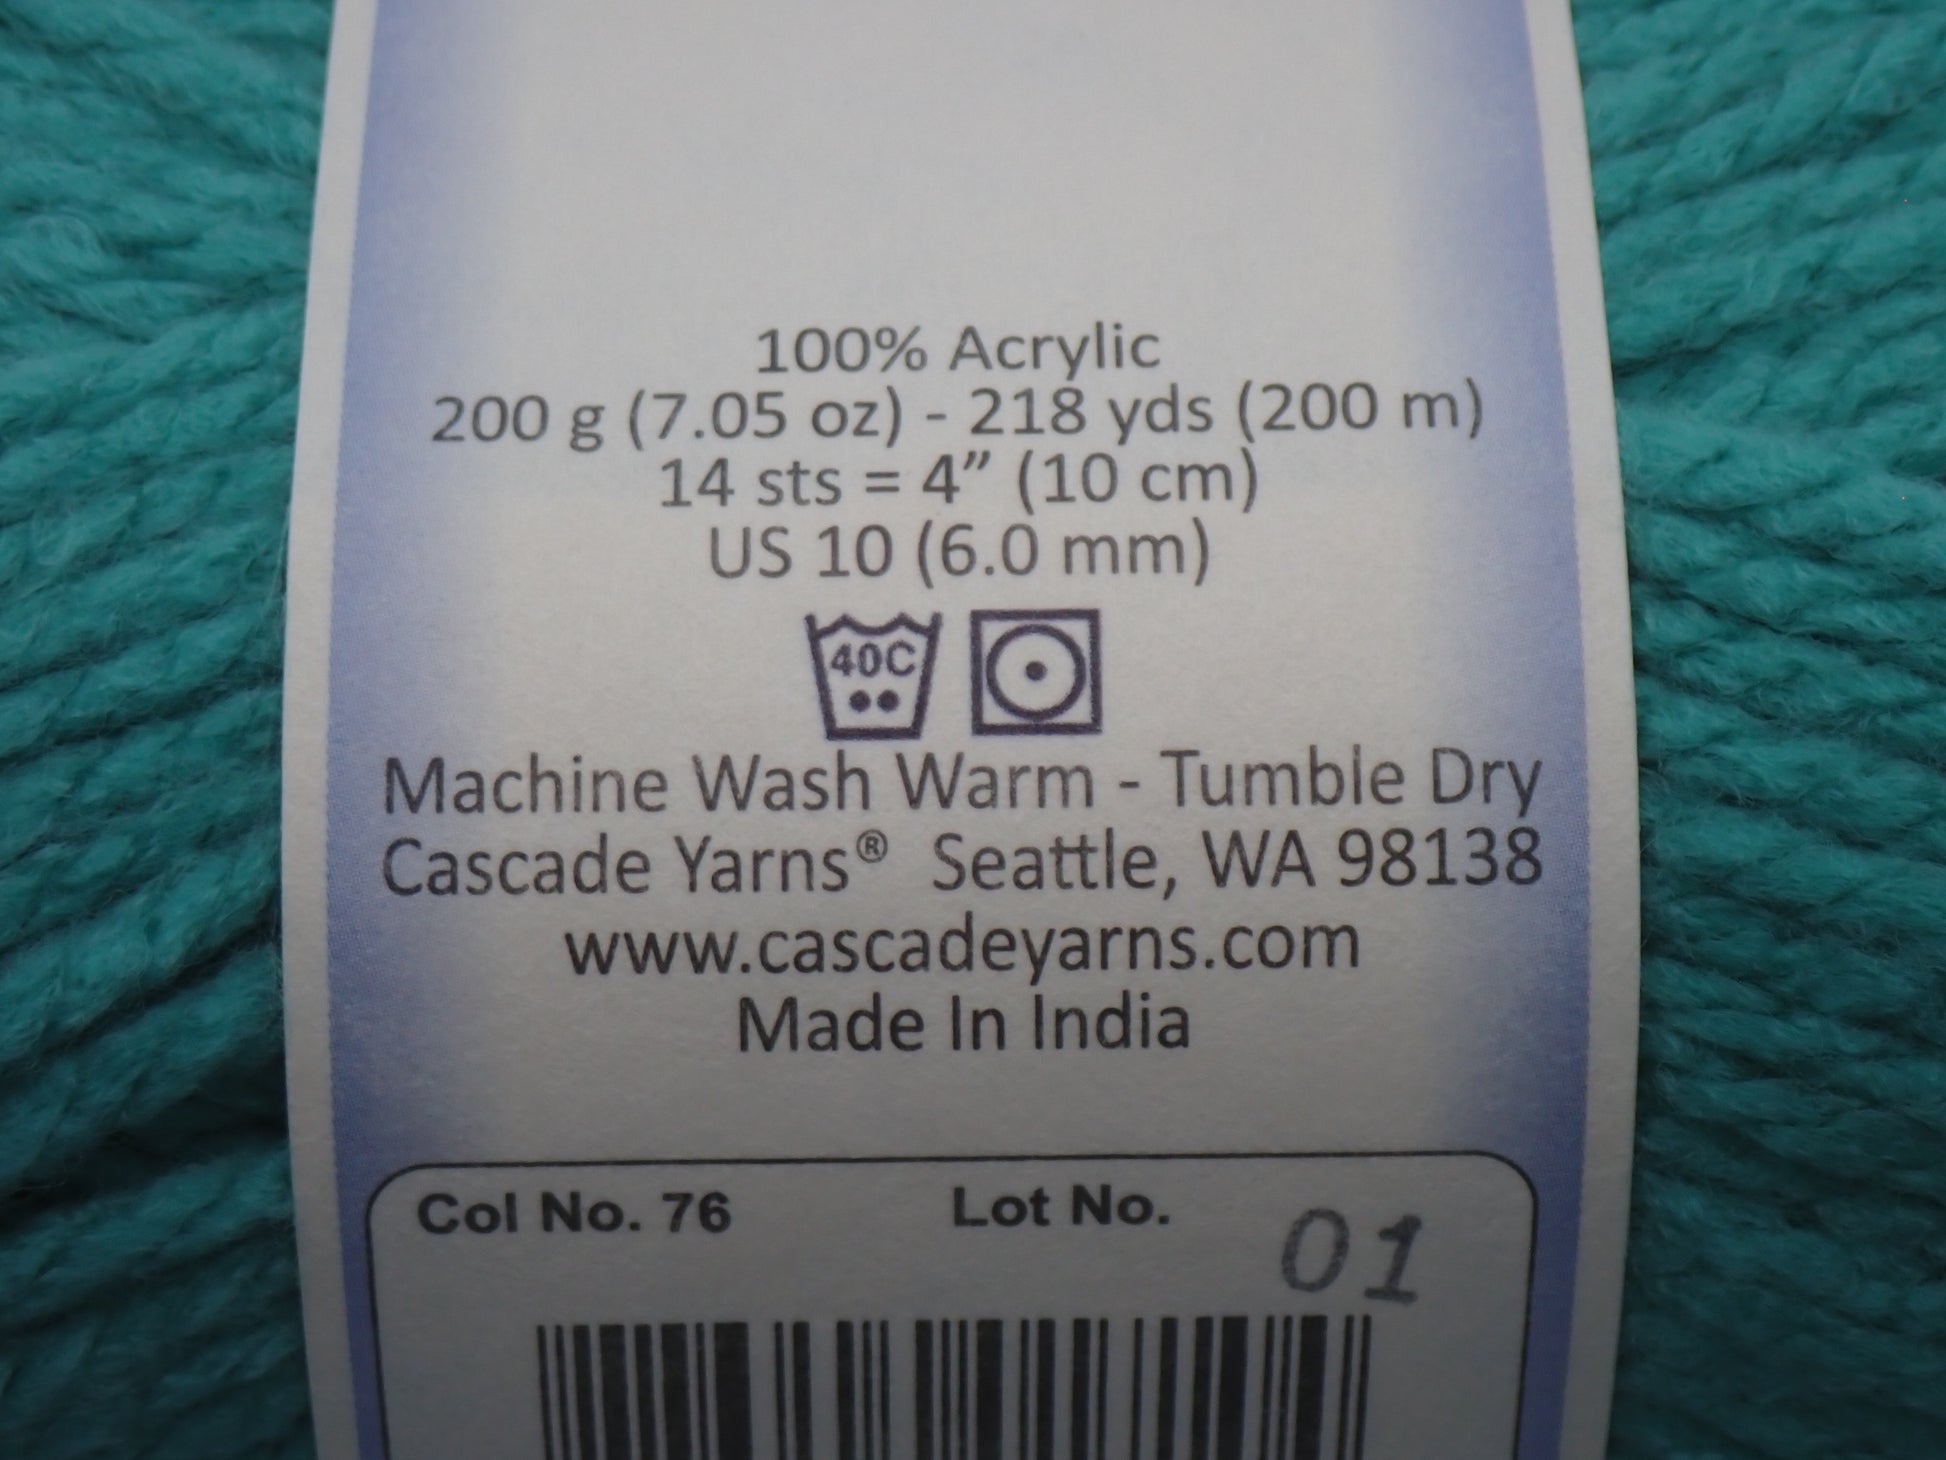 100% Acrylic
200 g (7.05 oz) - 218 yds (200 m)
14 sts = 4” (10 cm)
US 10 (6.0 mm)
40C
Machine Wash Warm - Tumble Dry
Cascade Yarns® Seattle, WA 98138
www.cascadeyarns.com
Made In India
Col No. 76 Lot No. 01